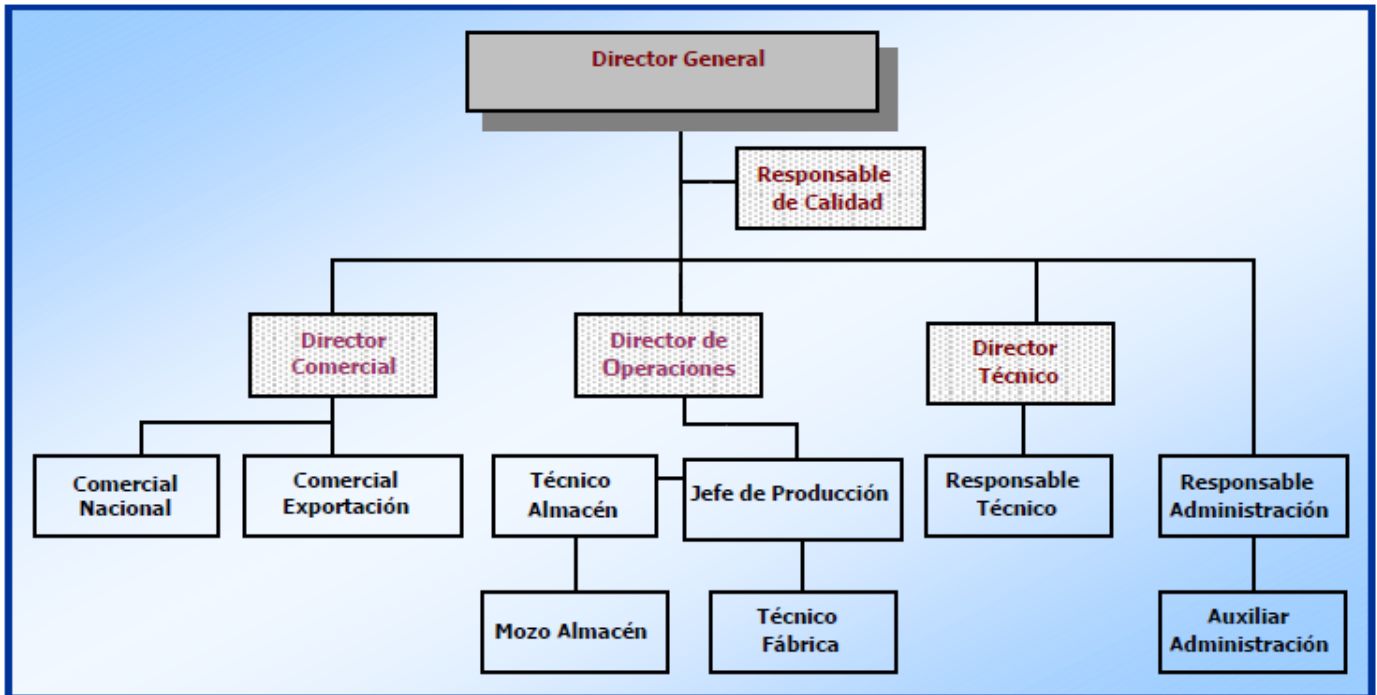 Director General
Responsable
de Calidad
Director
Comercial
Director de
Operaciones
Director
Técnico
Comercial
Nacional
Comercial
Exportación
Técnico
Almacén
Jefe de Producción
Responsable
Técnico
Responsable
Administración
Mozo Almacén
Técnico
Fábrica
Auxiliar
Administración